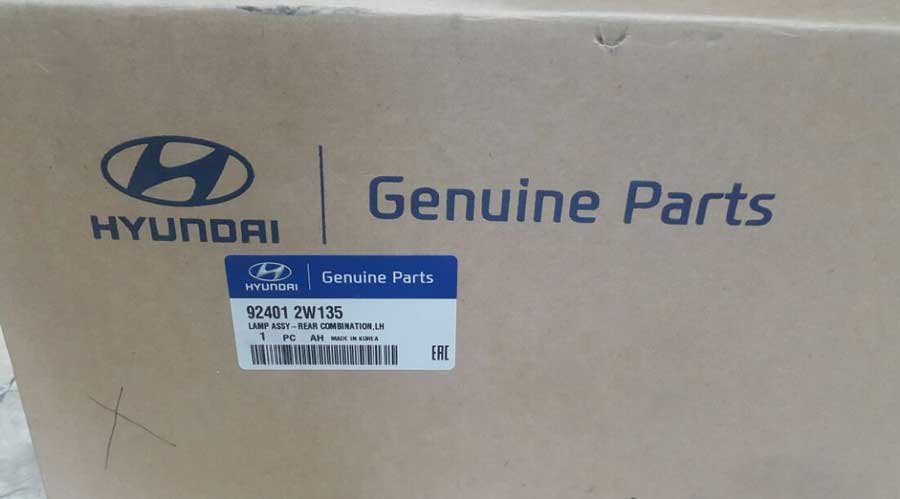 HYUNDAI
Genuine Parts
HYUNDAI Genuine Parts
92401 2W135
LAMP ASSY-REAR COMBINATION,LH
1 PC AH MADE IN KOREA
EAC